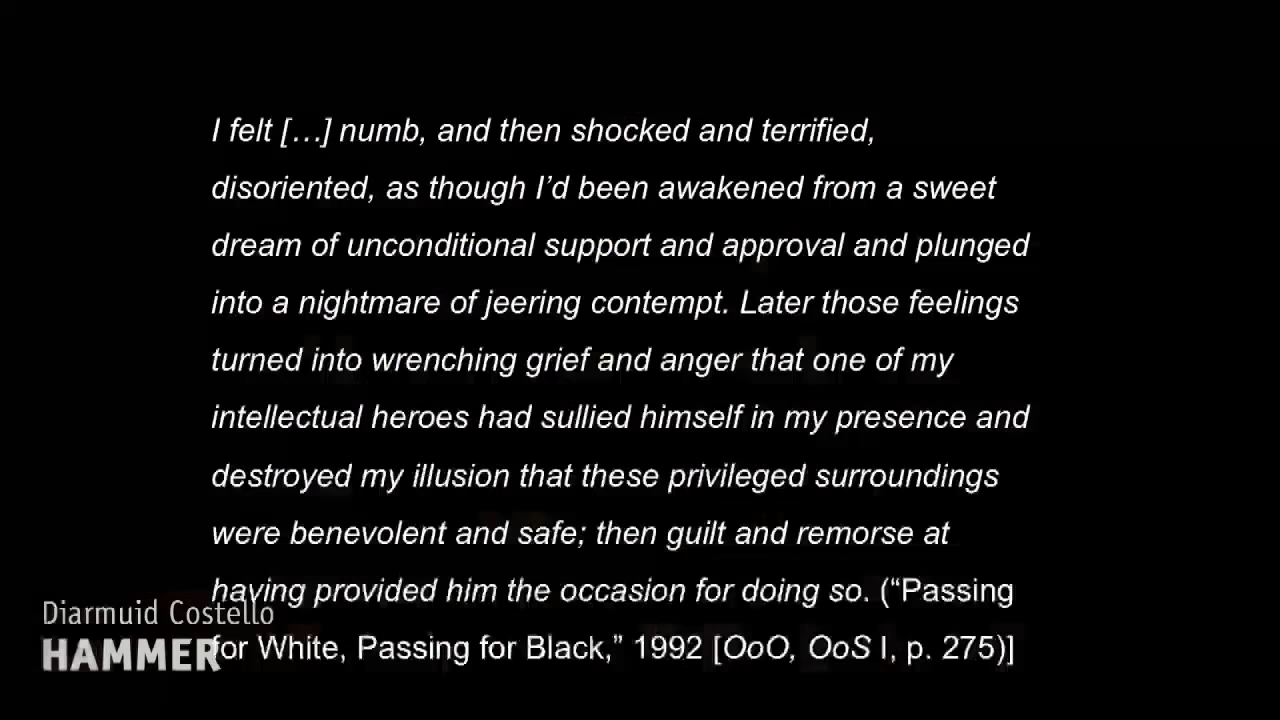 I felt […] numb, and then shocked and terrified,
disoriented, as though I’d been awakened from a sweet
dream of unconditional support and approval and plunged
into a nightmare of jeering contempt. Later those feelings
turned into wrenching grief and anger that one of my
intellectual heroes had sullied himself in my presence and
destroyed my illusion that these privileged surroundings
were benevolent and safe; then guilt and remorse at
having provided him the occasion for doing so. (“Passing
for White, Passing for Black,” 1992 [OoO, OoS I, p. 275)]
Diarmuid Costello
HAMMER